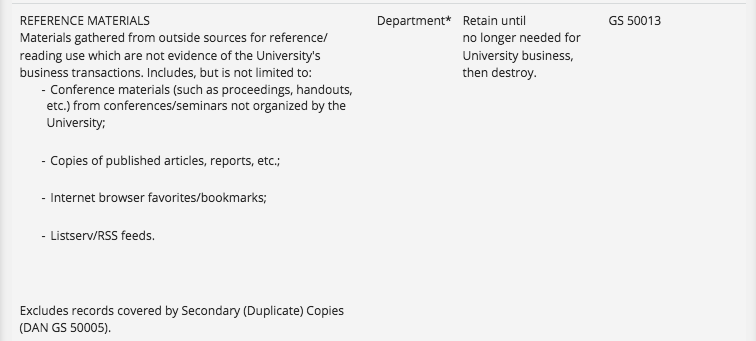 REFERENCE MATERIALS Department* Retain until GS 50013
Materials gathered from outside sources for reference/ no longer needed for
reading use which are not evidence of the University's University business,
business transactions. Includes, but is not limited to: then destroy.
- Conference materials (such as proceedings, handouts,
etc.) from conferences/seminars not organized by the
University;
- Copies of published articles, reports, etc.;
- Internet browser favorites/bookmarks;
- Listserv/RSS feeds.
Excludes records covered by Secondary (Duplicate) Copies
(DAN GS 50005).